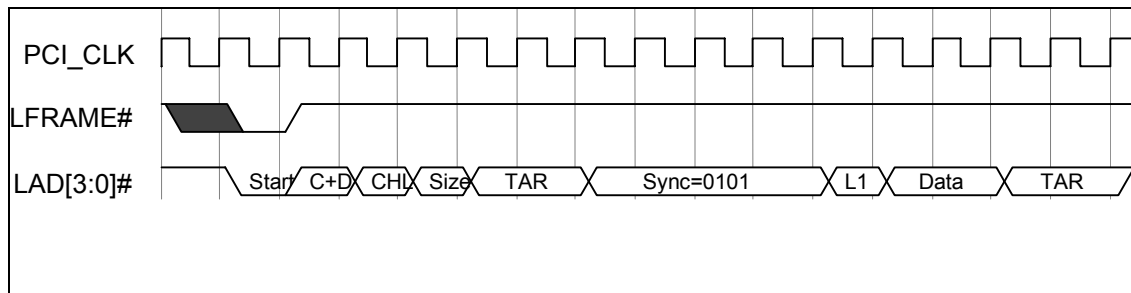 PCI_CLK
LFRAME#
LAD[3:0]# Start C+D CHL Size TAR Sync=0101 L1 Data TAR